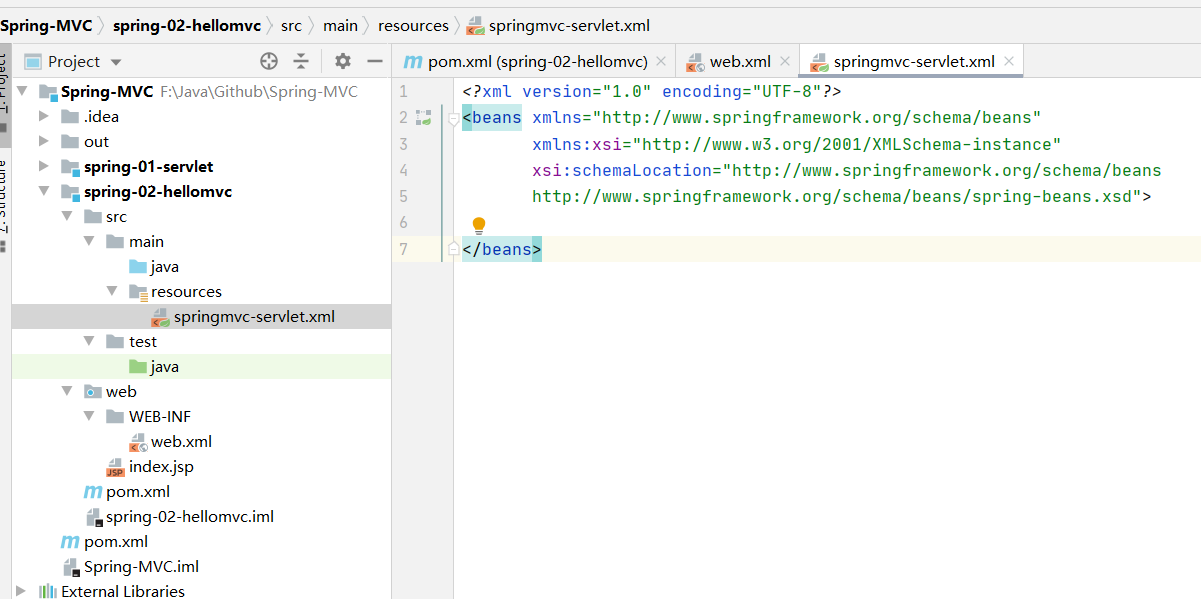 Spring-MVC spring-02-hellomvc src main resources springmvc-servlet.xml
1: Project
Z: Structure
Project
pom.xml (spring-02-hellomvc) web.xml springmvc-servlet.xml
Spring-MVC F:\Java\Github\Spring-MVC
.idea
out
spring-01-servlet
spring-02-hellomvc
src
main
java
resources
springmvc-servlet.xml
test
java
web
WEB-INF
web.xml
index.jsp
pom.xml
spring-02-hellomvc.iml
pom.xml
Spring-MVC.iml
External Libraries
1 <?xml version="1.0" encoding="UTF-8"?>
2 <beans xmlns="http://www.springframework.org/schema/beans"
3 xmlns:xsi="http://www.w3.org/2001/XMLSchema-instance"
4 xsi:schemaLocation="http://www.springframework.org/schema/beans
5 http://www.springframework.org/schema/beans/spring-beans.xsd">
6
7 </beans>